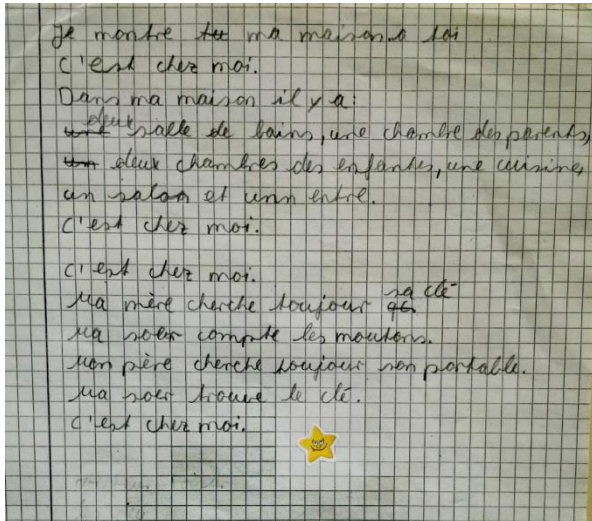 Je montre ma maison a toi
C'est chez moi.
Dans ma maison il y a:
deux salle de bains, une chambre des parents,
deux chambres des enfantes, une cuisine,
un salon et unn entre.
C'est chez moi.
C'est chez moi.
Ma mère cherche toujour sa clé
Ma soer compte les moutons.
Mon père cherche toujour son portable.
Ma soer trouve le clé.
C'est chez moi.